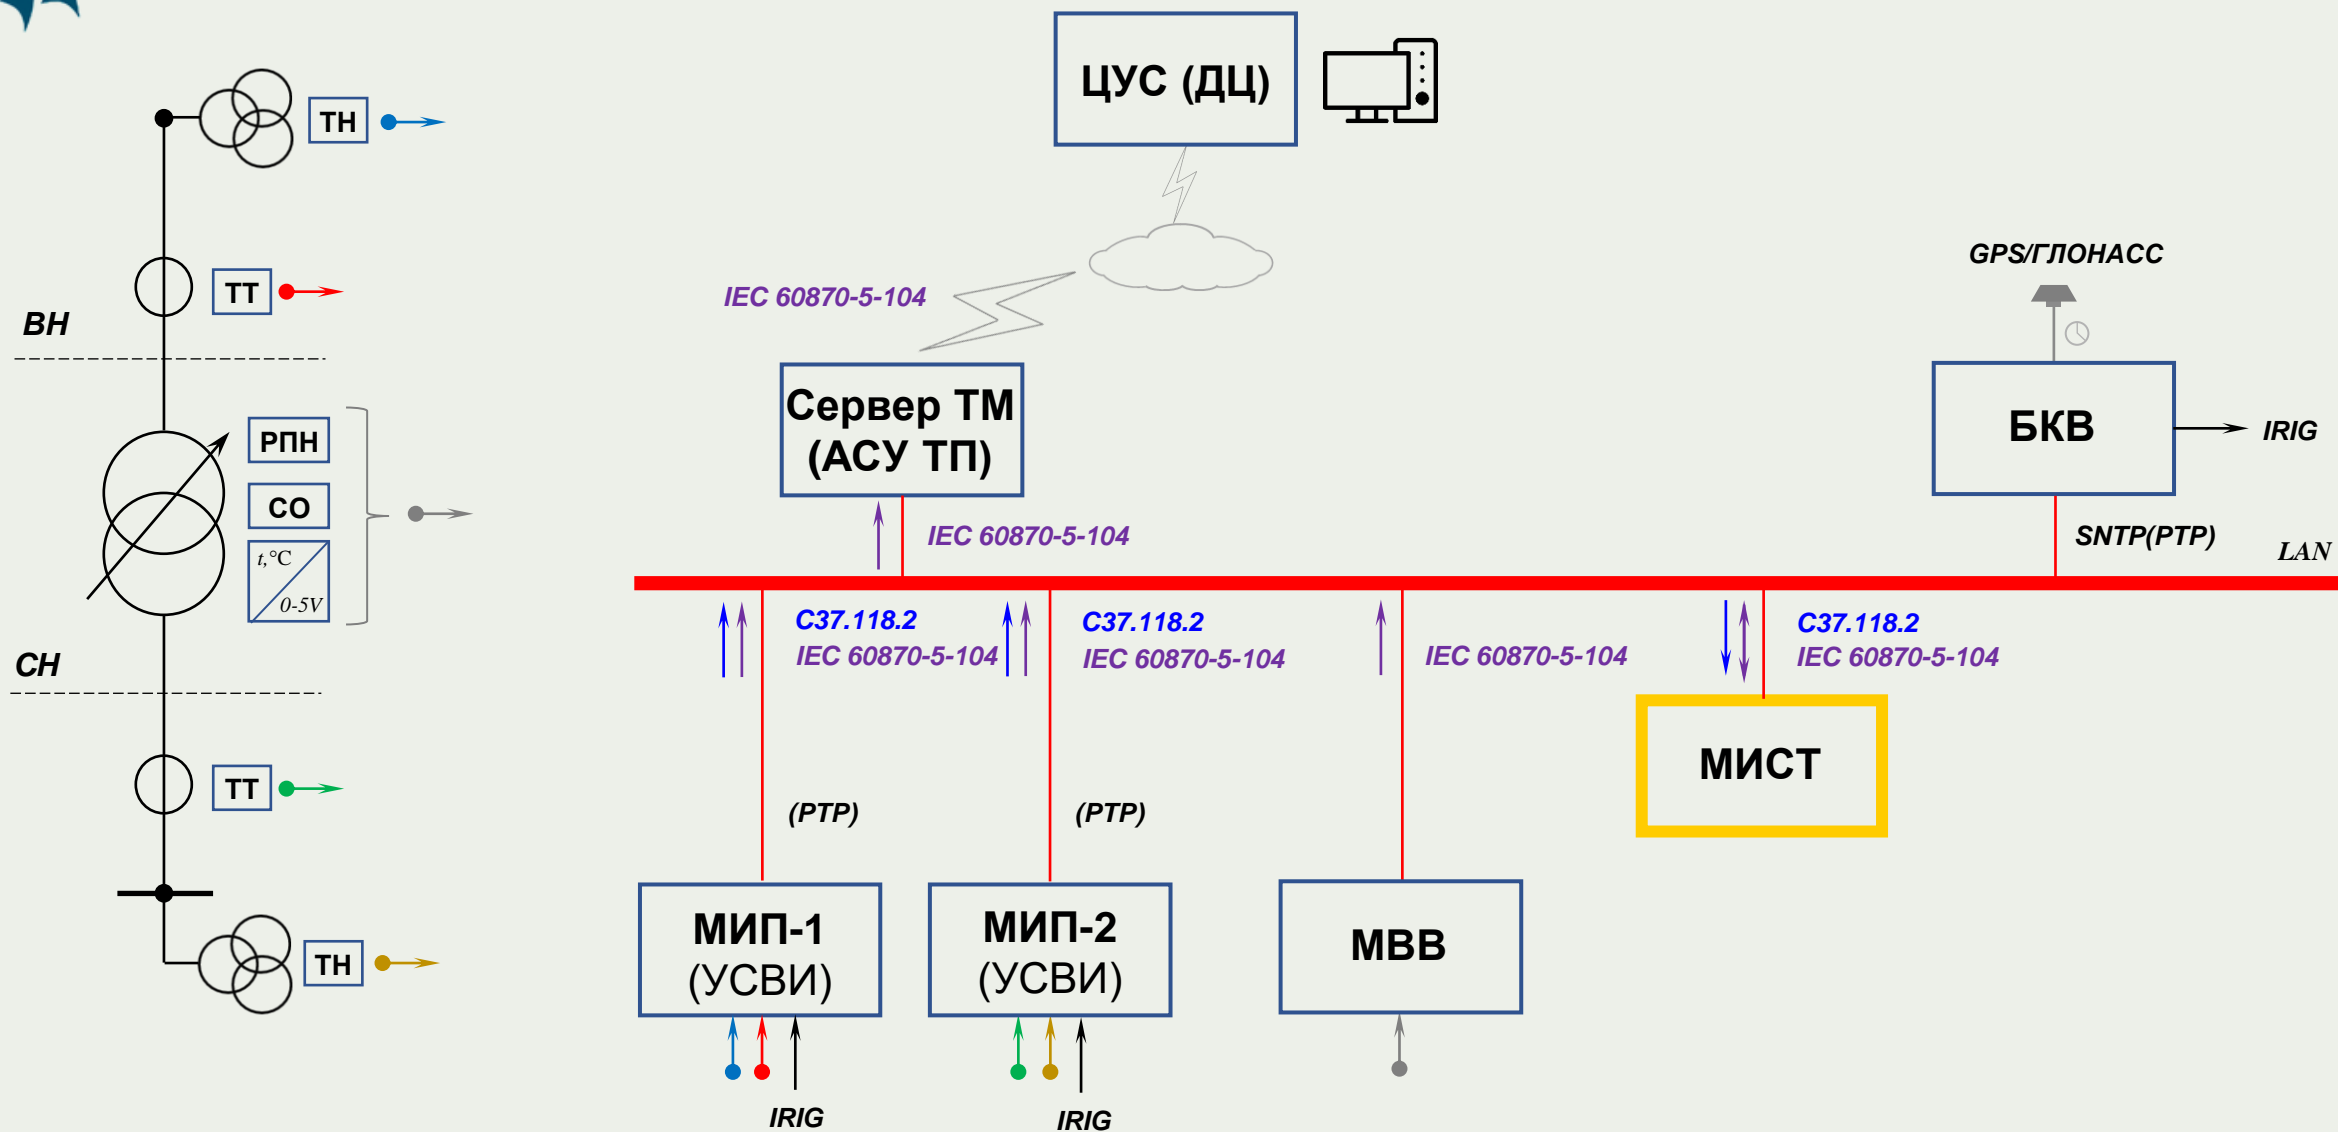 ЦУС (ДЦ)
ТН
ТТ
ВН
РПН
СО
t,°C
0-5V
СН
ТТ
ТН
IEC 60870-5-104
Сервер ТМ
(АСУ ТП)
IEC 60870-5-104
GPS/ГЛОНАСС
БКВ
IRIG
SNTP(PTP)
LAN
C37.118.2
IEC 60870-5-104
C37.118.2
IEC 60870-5-104
IEC 60870-5-104
C37.118.2
IEC 60870-5-104
МИСТ
(PTP)
(PTP)
МИП-1
(УСВИ)
МИП-2
(УСВИ)
МВВ
IRIG
IRIG